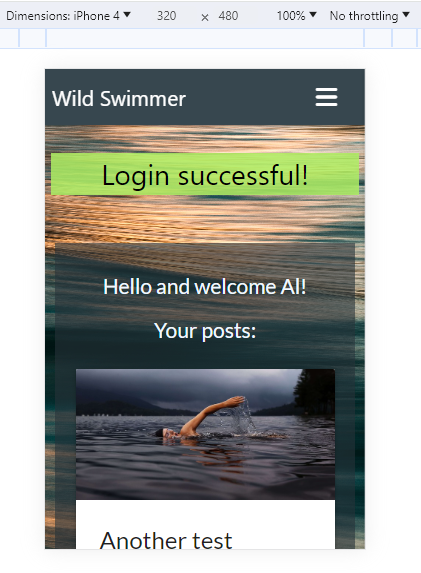 Dimensions: iPhone 4 ▼ 320 × 480 100% ▼ No throttling ▼
Wild Swimmer
Login successful!
Hello and welcome Al!
Your posts:
Another test